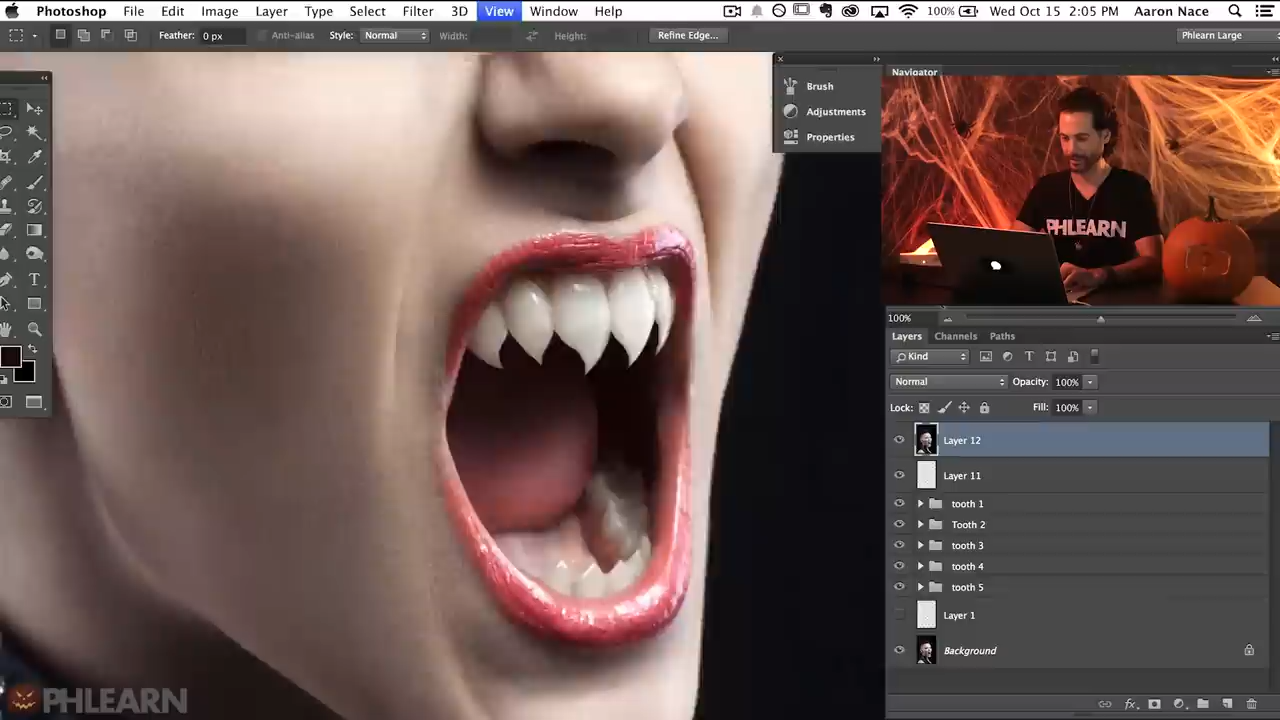 Photoshop File Edit Image Layer Type Select Filter 3D View Window Help 100% Wed Oct 15 2:05 PM Aaron Nice
Feather: 0 px Anti-alias Style: Normal Width: Height: Refine Edge... Phlearn Large
Navigator
Brush
Adjustments
Properties
PHLEARN
100%
Layers Channels Paths
Kind
Normal Opacity: 100%
Lock: Fill: 100%
Layer 12
Layer 11
tooth 1
Tooth 2
tooth 3
tooth 4
tooth 5
Layer 1
Background
PHLEARN